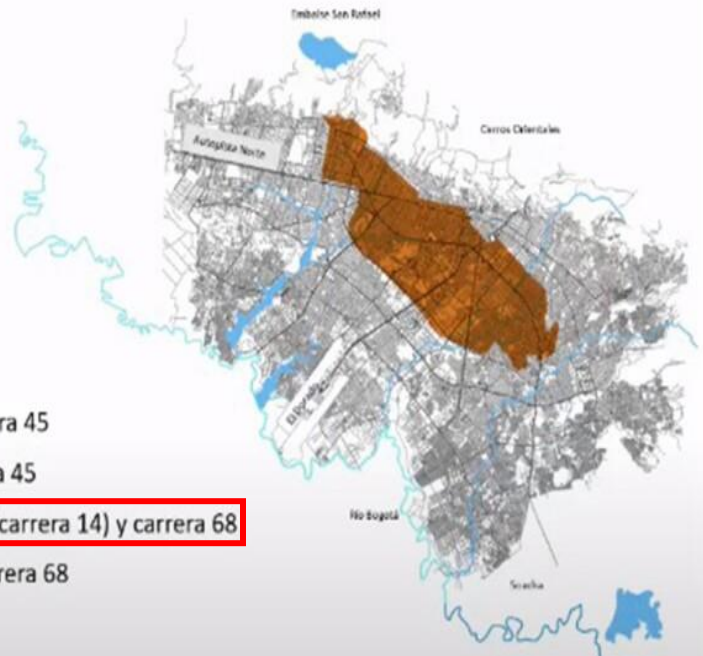 Embalse San Rafael
Cerros Orientales
Autopista Norte
ra 45
a 45
carrera 14) y carrera 68
rera 68
Río Bogotá
Soacha